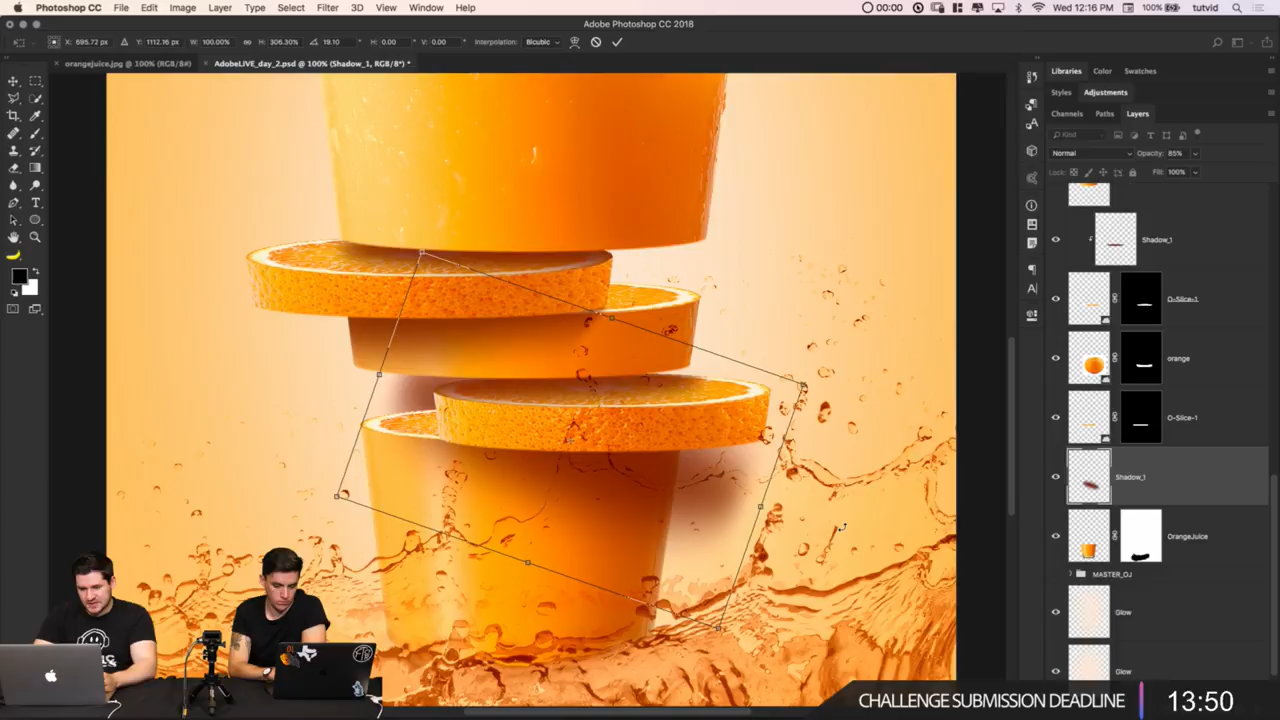 Photoshop CC File Edit Image Layer Type Select Filter 3D View Window Help 00:00 Wed 12:16 PM 100% tutvid
Adobe Photoshop CC 2018
X: 695.72 px Y: 1112.16 px W: 100.00% H: 306.30% 19.10 H: 0.00 V: 0.00 Interpolation: Bicubic
orangejuice.jpg @ 100% (RGB/8#) AdobeLIVE_day_2.psd @ 100% (Shadow_1, RGB/8*) *
Libraries Color Swatches
Styles Adjustments
Channels Paths Layers
Kind
Normal Opacity: 85%
Lock: Fill: 100%
Shadow_1
O-Slice-1
orange
O-Slice-1
Shadow_1
OrangeJuice
MASTER_OJ
Glow
Glow
CHALLENGE SUBMISSION DEADLINE 13:50